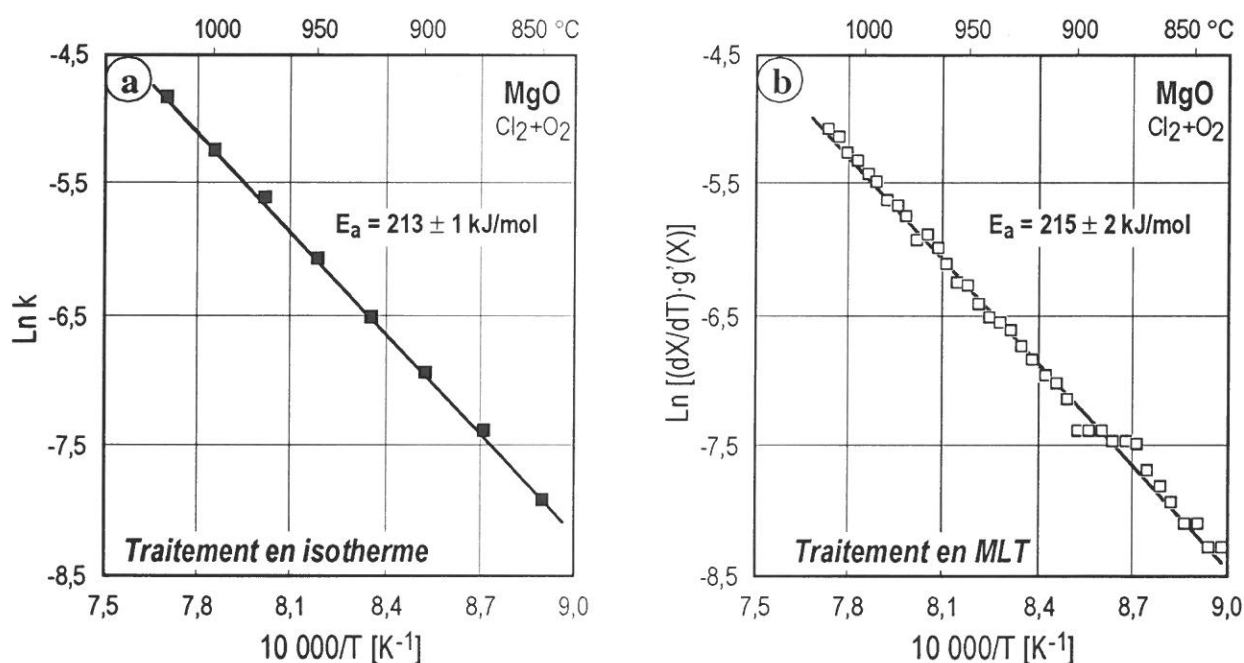 1000 950 900 850 °C
-4,5
a
MgO
Cl₂+O₂
-5,5
Eₐ = 213 ± 1 kJ/mol
Ln k
-6,5
-7,5
Traitement en isotherme
-8,5
7,5 7,8 8,1 8,4 8,7 9,0
10 000/T [K⁻¹]
1000 950 900 850 °C
-4,5
b
MgO
Cl₂+O₂
-5,5
Eₐ = 215 ± 2 kJ/mol
Ln [(dX/dT)·g'(X)]
-6,5
-7,5
Traitement en MLT
-8,5
7,5 7,8 8,1 8,4 8,7 9,0
10 000/T [K⁻¹]